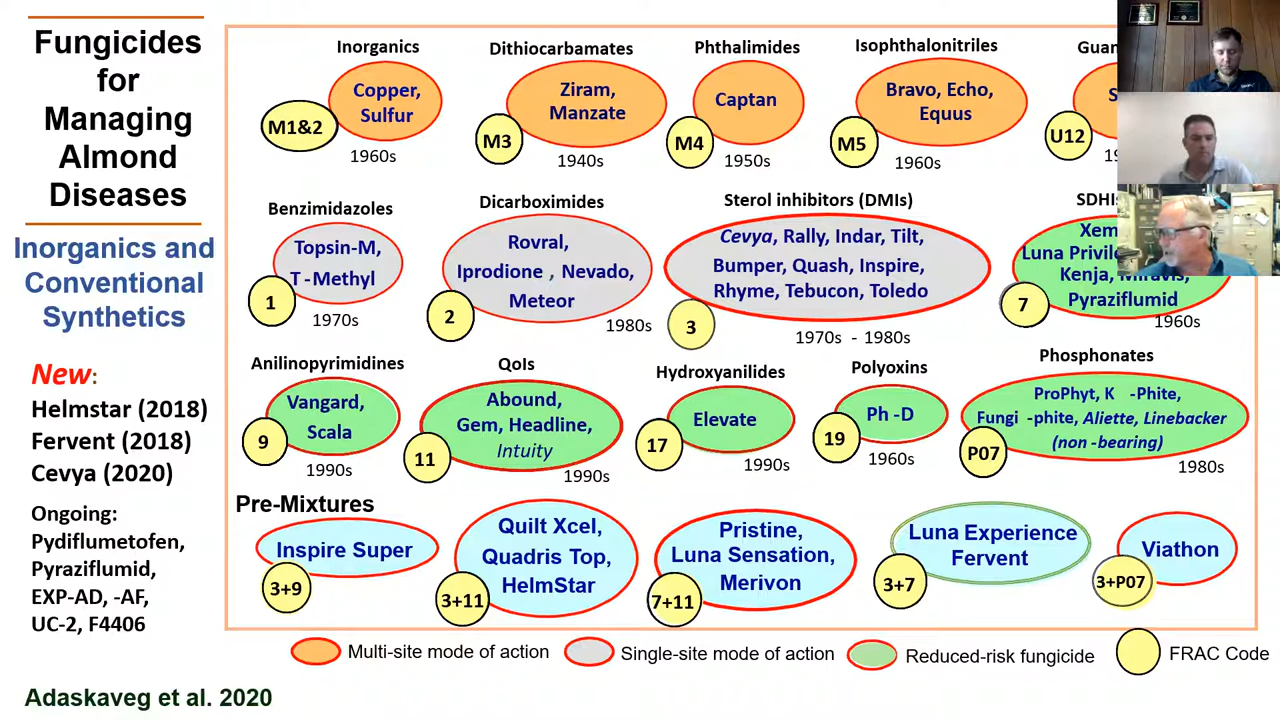 Fungicides
for
Managing
Almond
Diseases
Inorganics and
Conventional
Synthetics
New:
Helmstar (2018)
Fervent (2018)
Cevya (2020)
Ongoing:
Pydiflumetofen,
Pyraziflumid,
EXP-AD, -AF,
UC-2, F4406
Adaskaveg et al. 2020
Inorganics
Copper,
Sulfur
M1&2
1960s
Dithiocarbamates
Ziram,
Manzate
M3
1940s
Phthalimides
Captan
M4
1950s
Isophthalonitriles
Bravo, Echo,
Equus
M5
1960s
U12
Benzimidazoles
Topsin-M,
T -Methyl
1
1970s
Dicarboximides
Rovral,
Iprodione , Nevado,
Meteor
2
1980s
Sterol inhibitors (DMIs)
Cevya, Rally, Indar, Tilt,
Bumper, Quash, Inspire,
Rhyme, Tebucon, Toledo
3
1970s - 1980s
SDHIs
Kenja, Miravis,
Pyraziflumid
7
1960s
Anilinopyrimidines
Vangard,
Scala
9
1990s
QoIs
Abound,
Gem, Headline,
Intuity
11
1990s
Hydroxyanilides
Elevate
17
1990s
Polyoxins
Ph -D
19
1960s
Phosphonates
ProPhyt, K -Phite,
Fungi -phite, Aliette, Linebacker
(non -bearing)
P07
1980s
Pre-Mixtures
Inspire Super
3+9
Quilt Xcel,
Quadris Top,
HelmStar
3+11
Pristine,
Luna Sensation,
Merivon
7+11
Luna Experience
Fervent
3+7
Viathon
3+P07
Multi-site mode of action
Single-site mode of action
Reduced-risk fungicide
FRAC Code